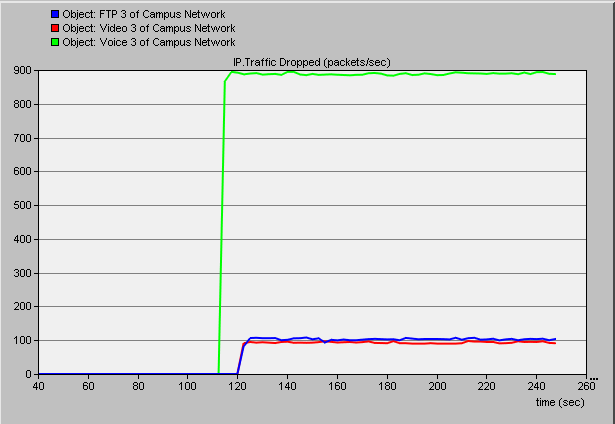 Object: FTP 3 of Campus Network
Object: Video 3 of Campus Network
Object: Voice 3 of Campus Network
IP.Traffic Dropped (packets/sec)
900
800
700
600
500
400
300
200
100
0
40 60 80 100 120 140 160 180 200 220 240 260 ...
time (sec)